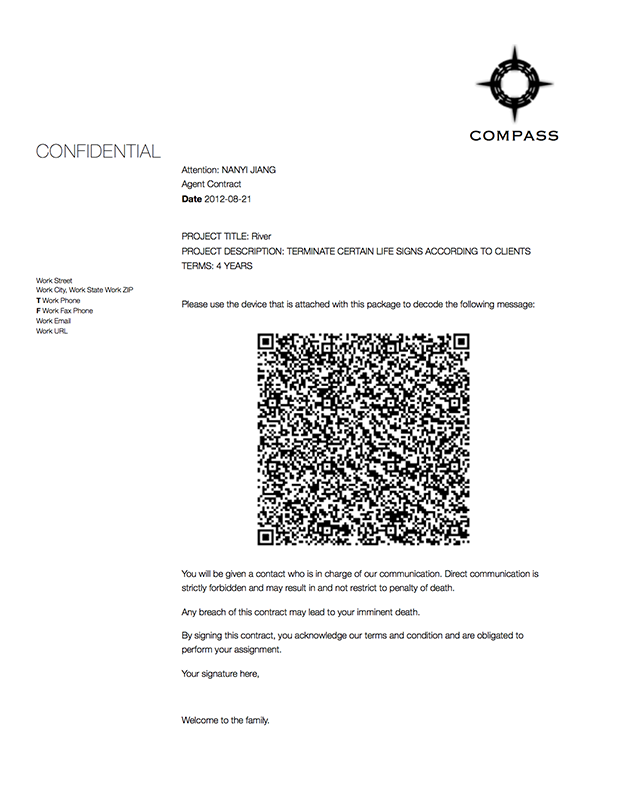 COMPASS
CONFIDENTIAL
Attention: NANYI JIANG
Agent Contract
Date 2012-08-21
PROJECT TITLE: River
PROJECT DESCRIPTION: TERMINATE CERTAIN LIFE SIGNS ACCORDING TO CLIENTS
TERMS: 4 YEARS
Work Street
Work City, Work State Work ZIP
T Work Phone
F Work Fax Phone
Work Email
Work URL
Please use the device that is attached with this package to decode the following message:
You will be given a contact who is in charge of our communication. Direct communication is
strictly forbidden and may result in and not restrict to penalty of death.
Any breach of this contract may lead to your imminent death.
By signing this contract, you acknowledge our terms and condition and are obligated to
perform your assignment.
Your signature here,
Welcome to the family.